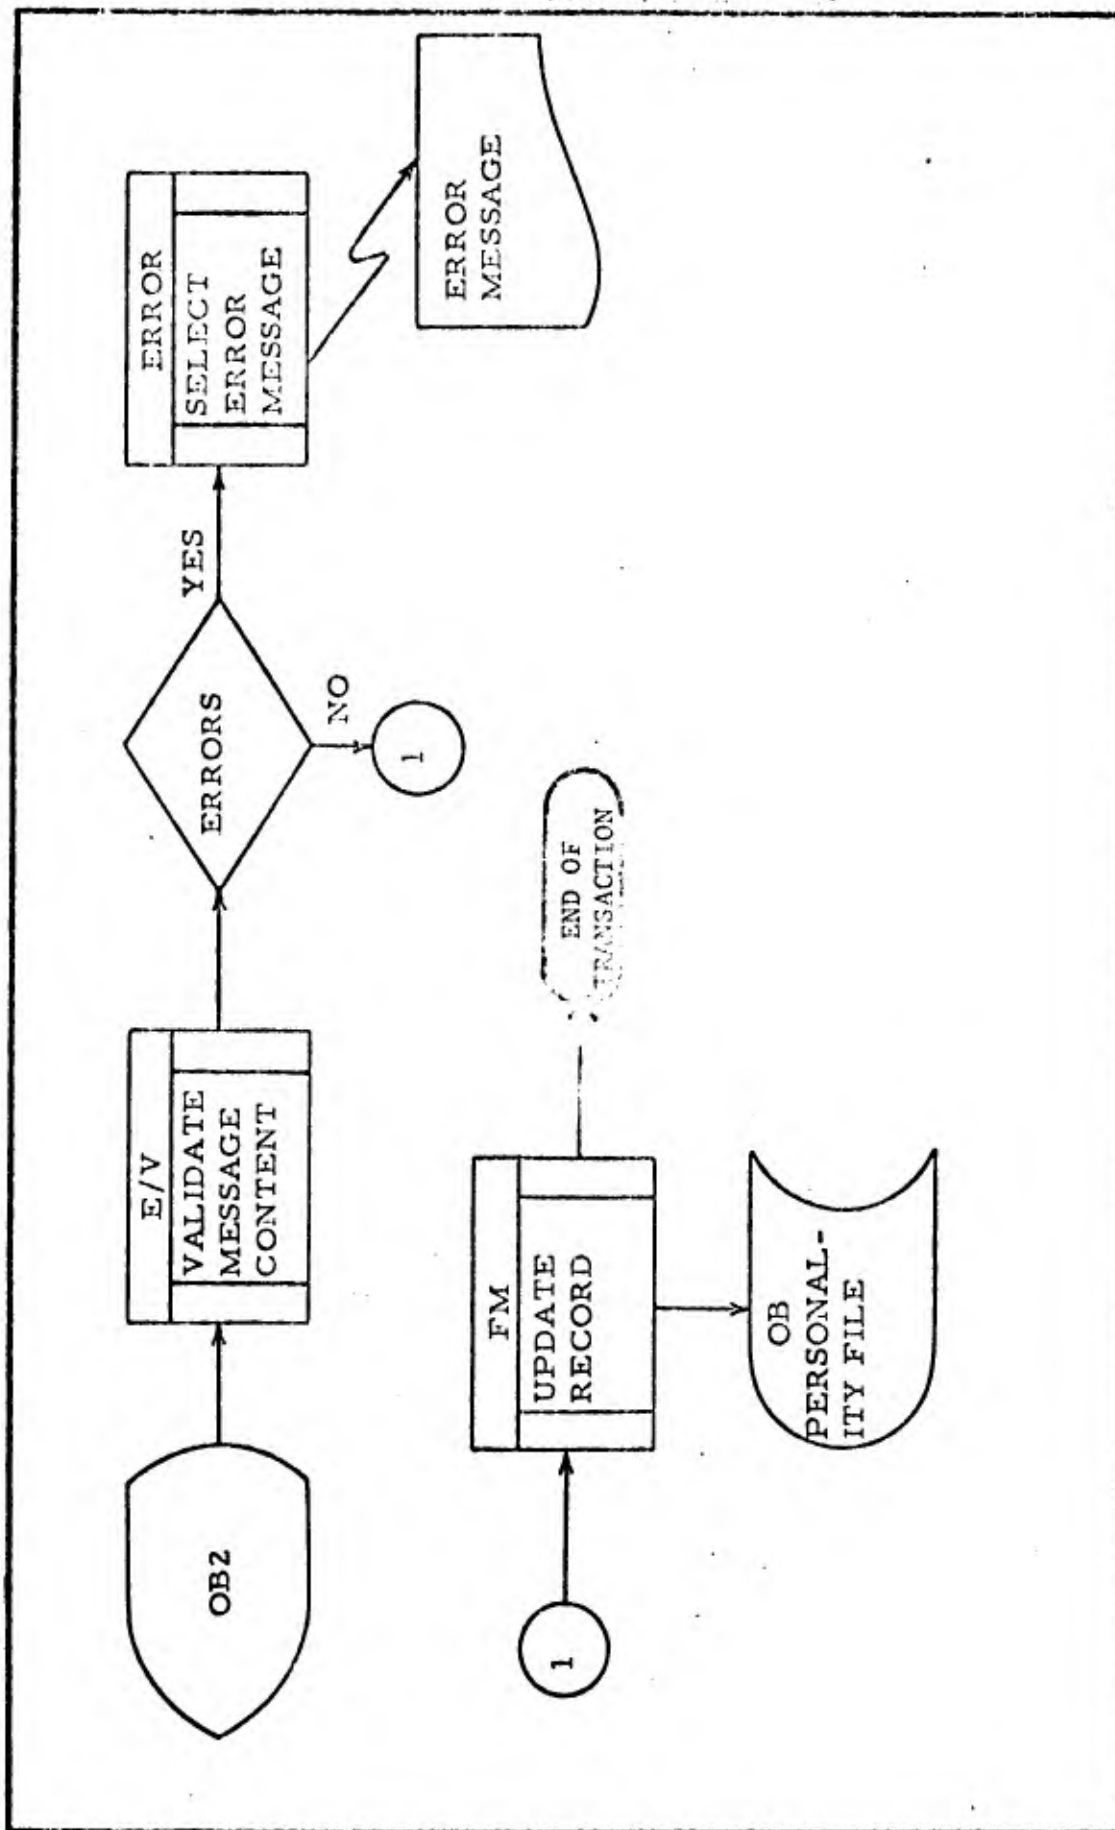 OB2
E/V
VALIDATE
MESSAGE
CONTENT
ERRORS
YES
NO
1
ERROR
SELECT
ERROR
MESSAGE
ERROR
MESSAGE
1
FM
UPDATE
RECORD
OB
PERSONAL-
ITY FILE
END OF
TRANSACTION